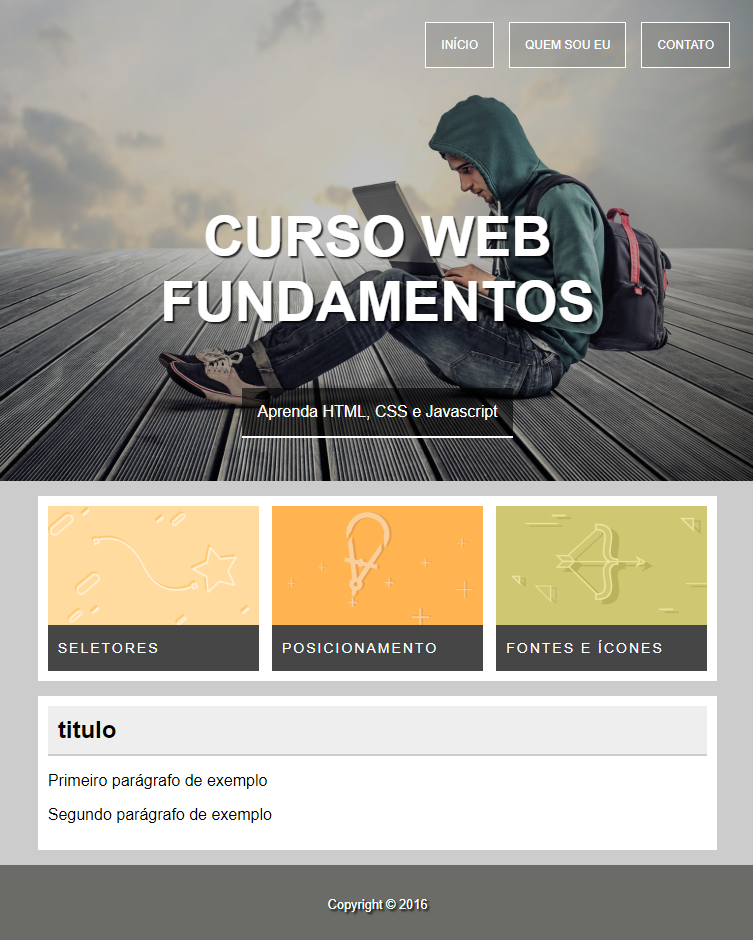 INÍCIO QUEM SOU EU CONTATO
CURSO WEB
FUNDAMENTOS
Aprenda HTML, CSS e Javascript
SELETORES POSICIONAMENTO FONTES E ÍCONES
titulo
Primeiro parágrafo de exemplo
Segundo parágrafo de exemplo
Copyright © 2016